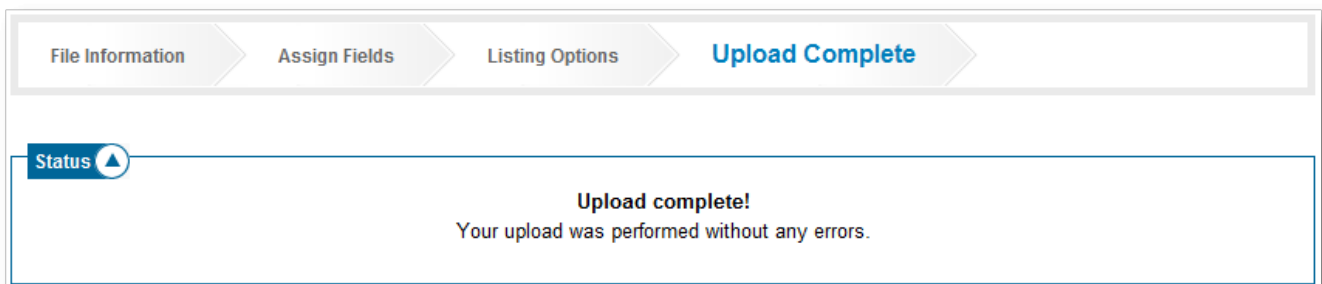 File Information Assign Fields Listing Options Upload Complete
Status
Upload complete!
Your upload was performed without any errors.